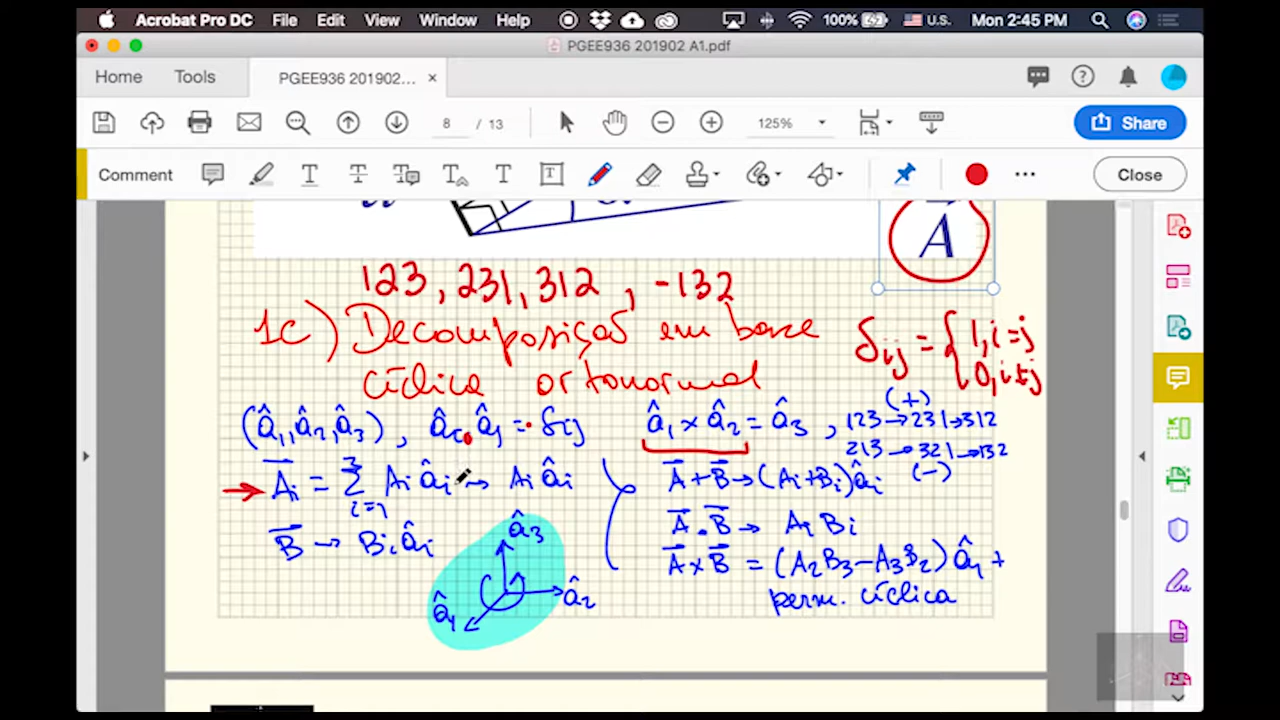 Acrobat Pro DC File Edit View Window Help 100% U.S. Mon 2:45 PM
PGEE936 201902 A1.pdf
Home Tools PGEE936 201902... ×
8 / 13 125% Share
Comment Close
A
123, 231, 312, -132
1c) Decomposição em base
cíclica ortonormal
δij = { 1, i=j
0, i≠j
(â1, â2, â3), âi . âj = δij
â1 × â2 = â3, 123→231→312 (+)
213→321→132 (-)
→ Ai = Σ i=1 3 Ai âi → Ai âi
A + B → (Ai+Bi) âi
B → Bi âi
A . B → Ai Bi
A × B = (A2B3 - A3B2) â1 +
perm. cíclica
â3
â2
â1